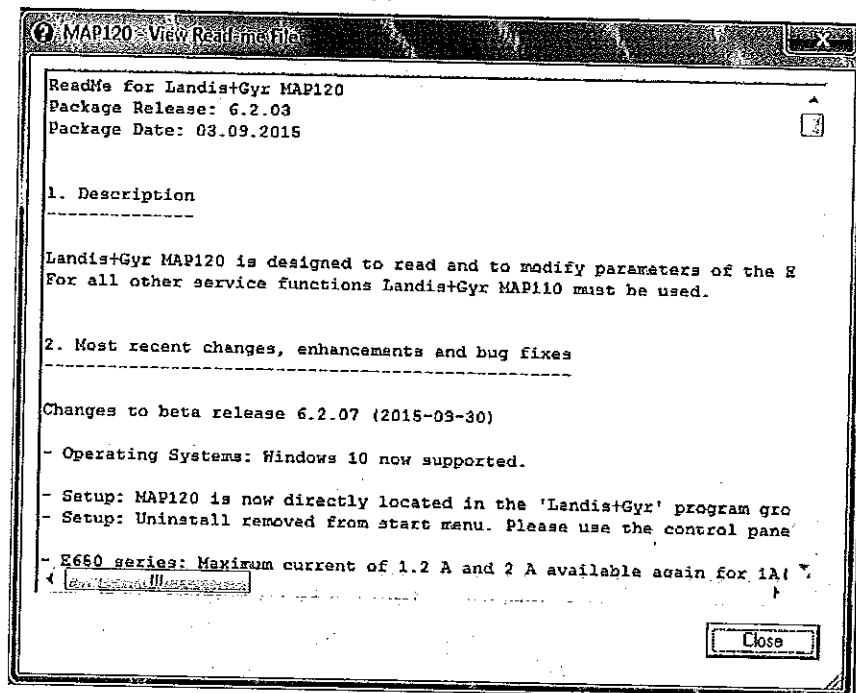 MAP120 - View Read-me File
ReadMe for Landis+Gyr MAP120
Package Release: 6.2.03
Package Date: 03.09.2015
1. Description
--------------
Landis+Gyr MAP120 is designed to read and to modify parameters of the E
For all other service functions Landis+Gyr MAP110 must be used.
2. Most recent changes, enhancements and bug fixes
--------------------------------------------------
Changes to beta release 6.2.07 (2015-03-30)
- Operating Systems: Windows 10 now supported.
- Setup: MAP120 is now directly located in the 'Landis+Gyr' program gro
- Setup: Uninstall removed from start menu. Please use the control pane
- E650 series: Maximum current of 1.2 A and 2 A available again for 1A(
Close